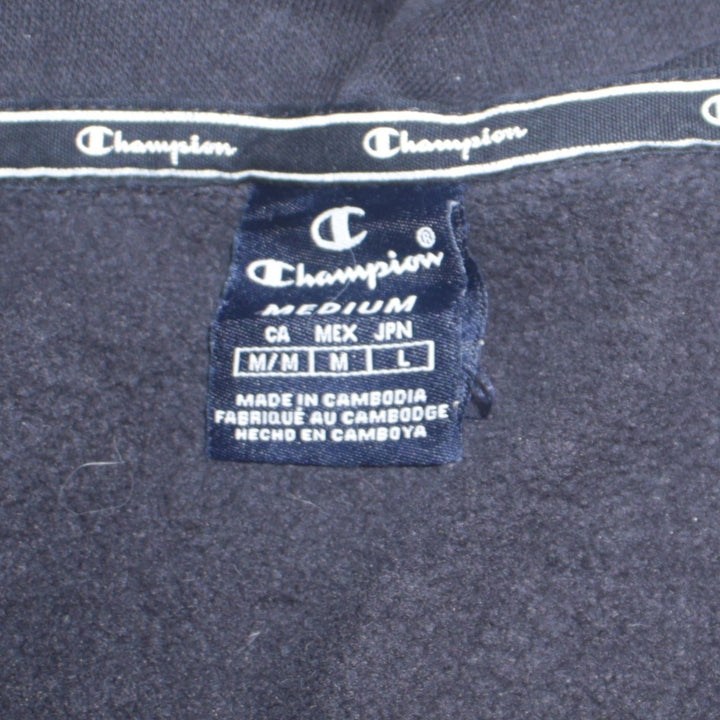 Champion Champion
Champion®
MEDIUM
CA MEX JPN
M/M M L
MADE IN CAMBODIA
FABRIQUÉ AU CAMBODGE
HECHO EN CAMBOYA